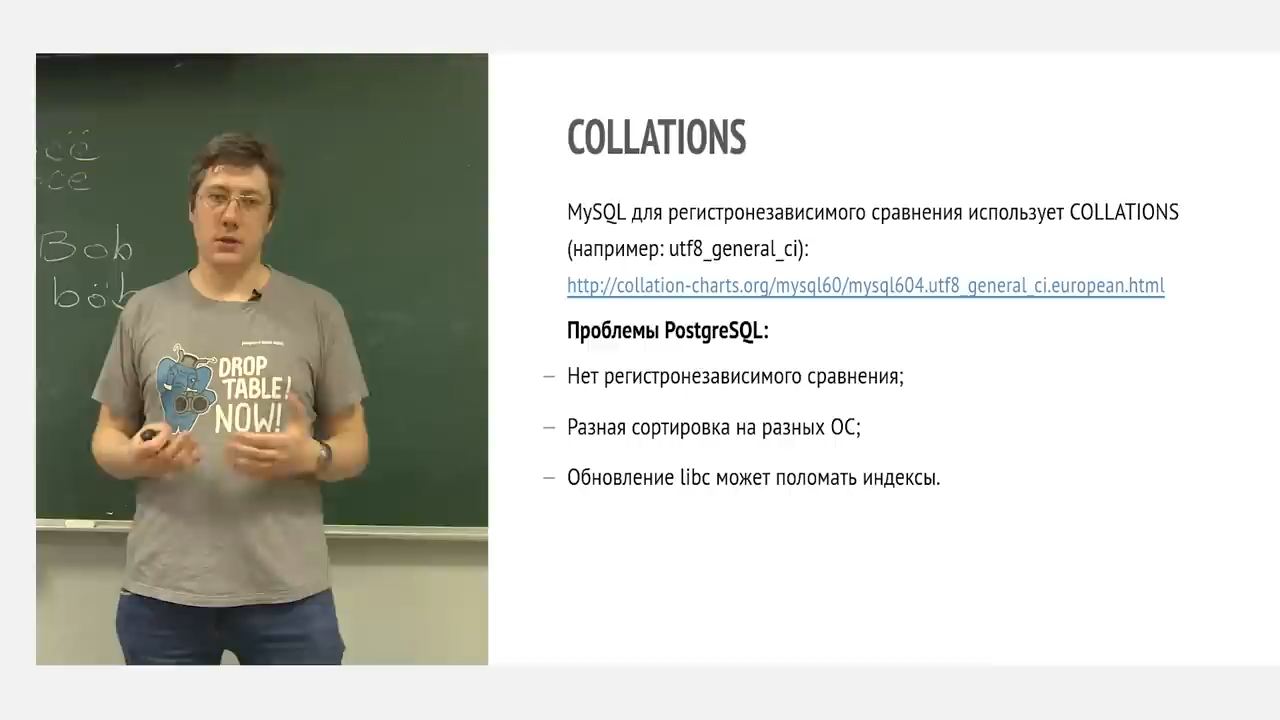 Bob
böb
DROP
TABLE!
NOW!
COLLATIONS
MySQL для регистронезависимого сравнения использует COLLATIONS
(например: utf8_general_ci):
http://collation-charts.org/mysql60/mysql604.utf8_general_ci.european.html
Проблемы PostgreSQL:
– Нет регистронезависимого сравнения;
– Разная сортировка на разных ОС;
– Обновление libc может поломать индексы.